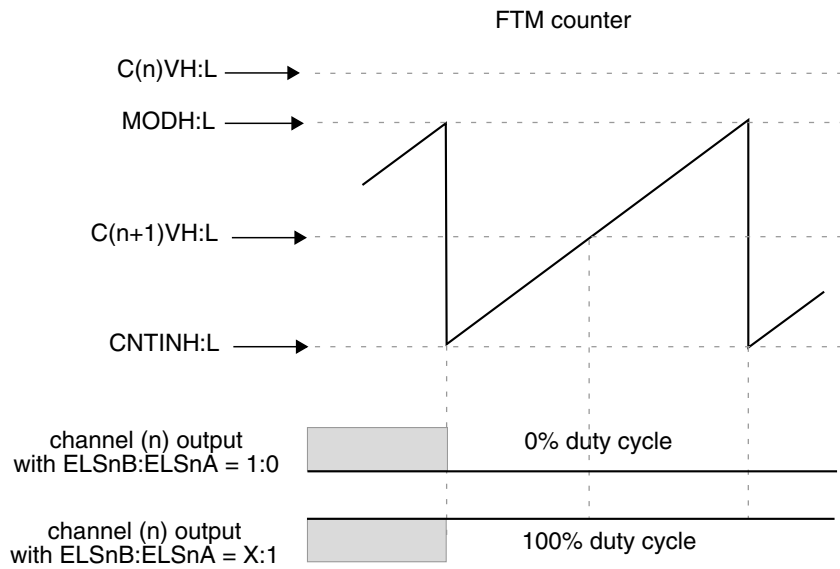 FTM counter
C(n)VH:L
MODH:L
C(n+1)VH:L
CNTINH:L
channel (n) output
with ELSnB:ELSnA = 1:0
0% duty cycle
channel (n) output
with ELSnB:ELSnA = X:1
100% duty cycle